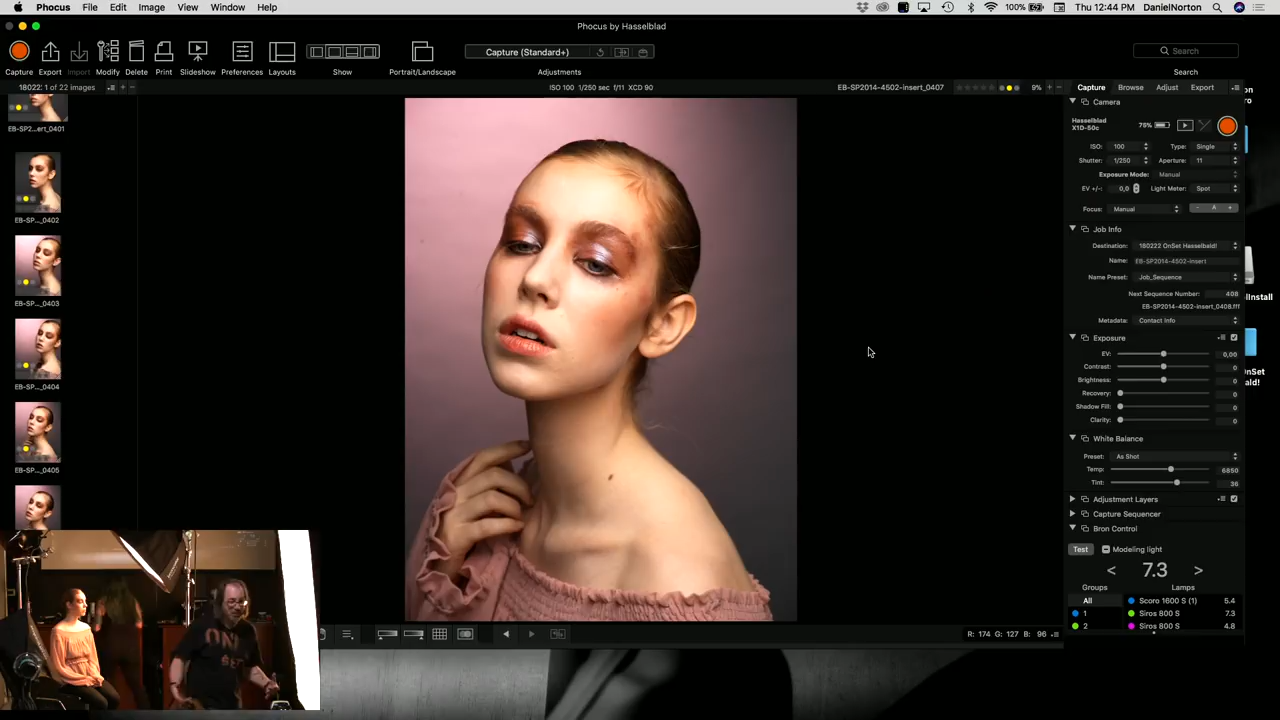 Phocus File Edit Image View Window Help 100% Thu 12:44 PM DanielNorton
Phocus by Hasselblad
Capture Export Import Modify Delete Print Slideshow Preferences Layouts Show Portrait/Landscape Capture (Standard+) Adjustments Search
Search
18022: 1 of 22 images ISO 100 1/250 sec f/11 XCD 90 EB-SP2014-4502-insert_0407 9% Capture Browse Adjust Export
EB-SP2...ert_0401
EB-SP..._0402
EB-SP..._0403
EB-SP..._0404
EB-SP..._0405
Camera
Hasselblad
X1D-50c 75%
ISO: 100 Type: Single
Shutter: 1/250 Aperture: 11
Exposure Mode: Manual
EV +/-: 0,0 Light Meter: Spot
Focus: Manual - A +
Job Info
Destination: 180222 OnSet Hasselbald!
Name: EB-SP2014-4502-insert
Name Preset: Job_Sequence
Next Sequence Number: 408
EB-SP2014-4502-insert_0408.fff
Metadata: Contact Info
Exposure
EV: 0,00
Contrast: 0
Brightness: 0
Recovery: 0
Shadow Fill: 0
Clarity: 0
White Balance
Preset: As Shot
Temp: 6850
Tint: 36
Adjustment Layers
Capture Sequencer
Bron Control
Test Modeling light
< 7.3 >
Groups Lamps
All Scoro 1600 S (1) 5.4
1 Siros 800 S 7.3
2 Siros 800 S 4.8
R: 174 G: 127 B: 96